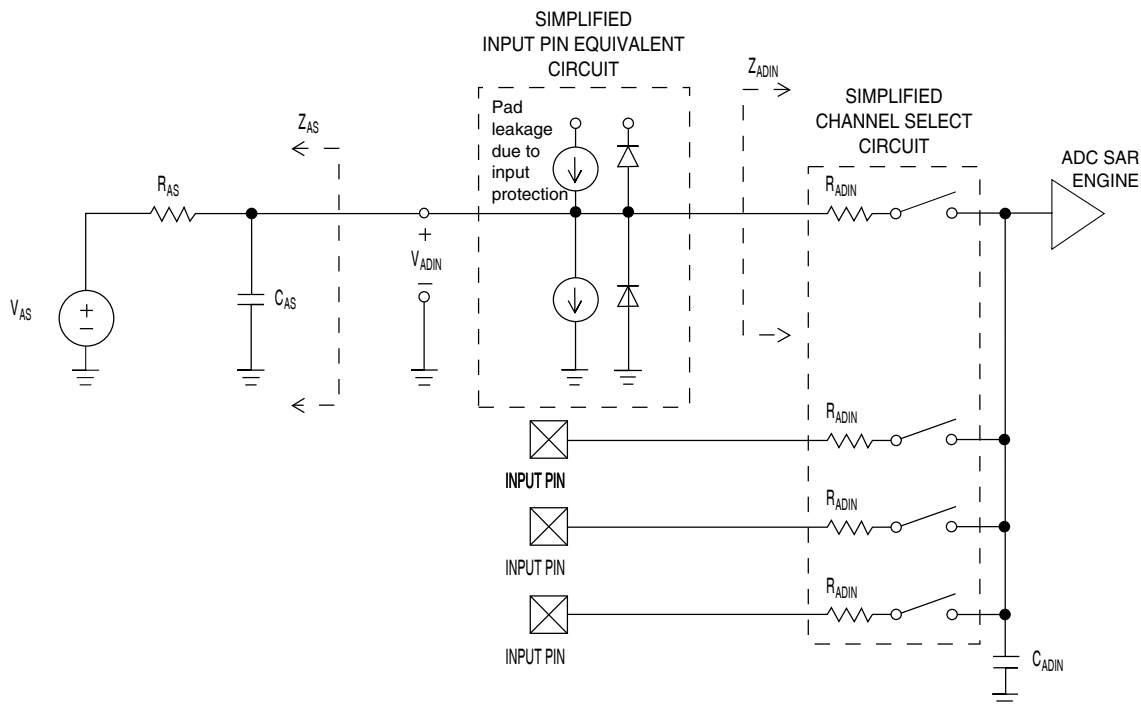 SIMPLIFIED
INPUT PIN EQUIVALENT
CIRCUIT
Pad
leakage
due to
input
protection
ZADIN
SIMPLIFIED
CHANNEL SELECT
CIRCUIT
ADC SAR
ENGINE
ZAS
RAS
RADIN
+
VADIN
–
CAS
VAS
+
–
RADIN
INPUT PIN
RADIN
INPUT PIN
RADIN
INPUT PIN
CADIN